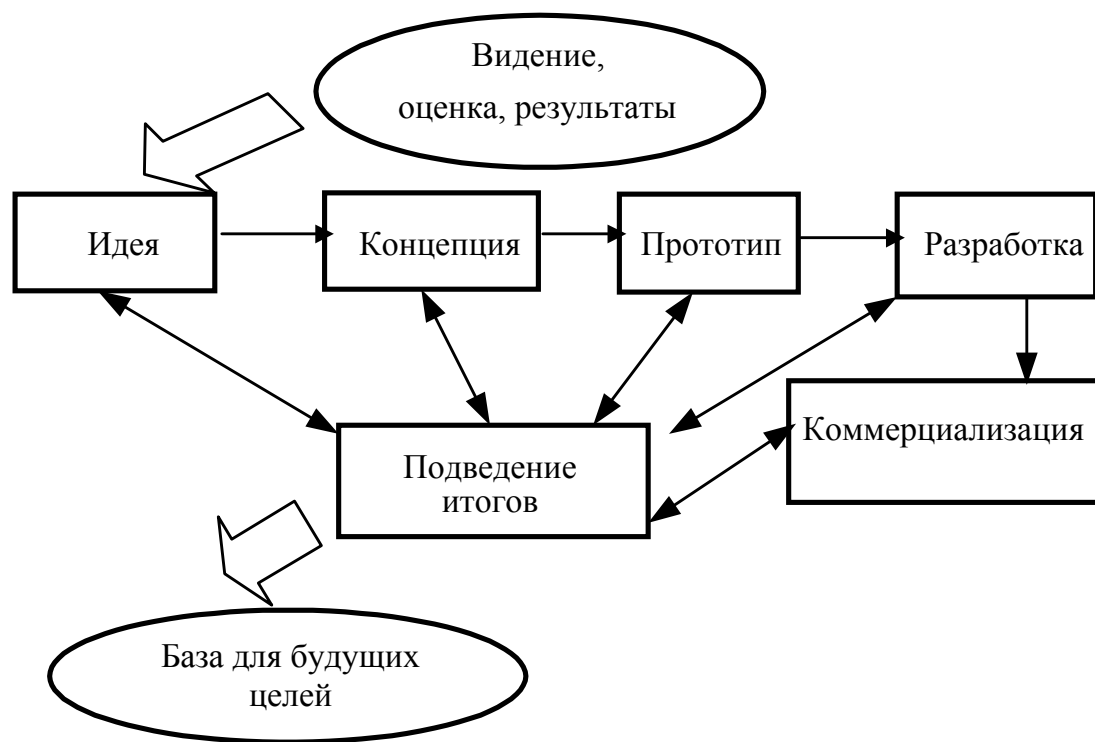 Видение,
оценка, результаты
Идея
Концепция
Прототип
Разработка
Коммерциализация
Подведение
итогов
База для будущих
целей